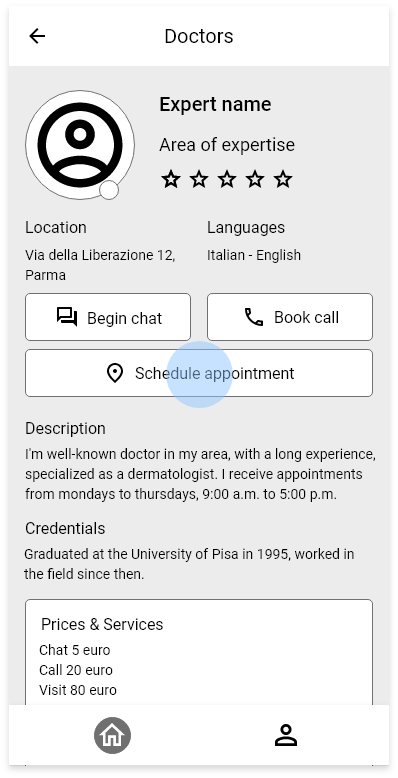 Doctors
Expert name
Area of expertise
Location
Languages
Via della Liberazione 12,
Parma
Italian - English
Begin chat
Book call
Schedule appointment
Description
I'm well-known doctor in my area, with a long experience,
specialized as a dermatologist. I receive appointments
from mondays to thursdays, 9:00 a.m. to 5:00 p.m.
Credentials
Graduated at the University of Pisa in 1995, worked in
the field since then.
Prices & Services
Chat 5 euro
Call 20 euro
Visit 80 euro